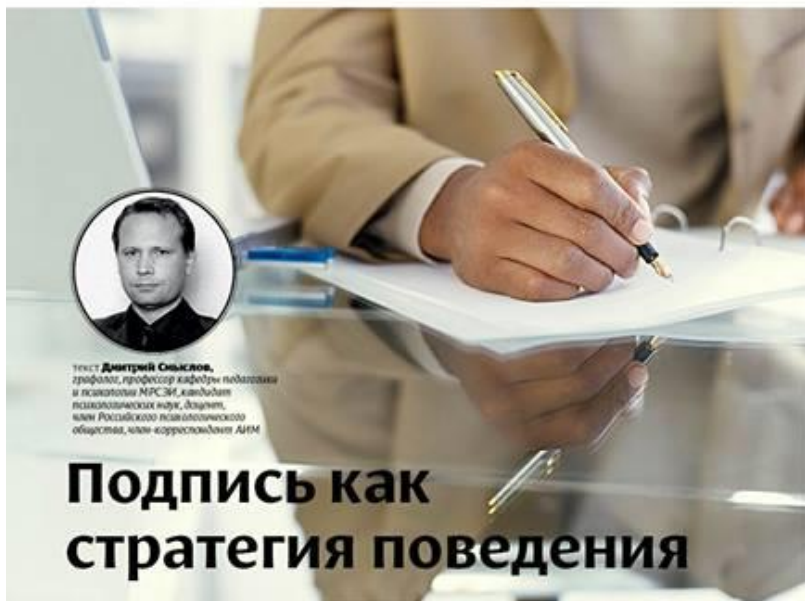 текст Дмитрий Смыслов,
графолог, профессор кафедры педагогики
и психологии МРСЭИ, кандидат
психологических наук, доцент,
член Российского психологического
общества, член-корреспондент АИМ
Подпись как
стратегия поведения